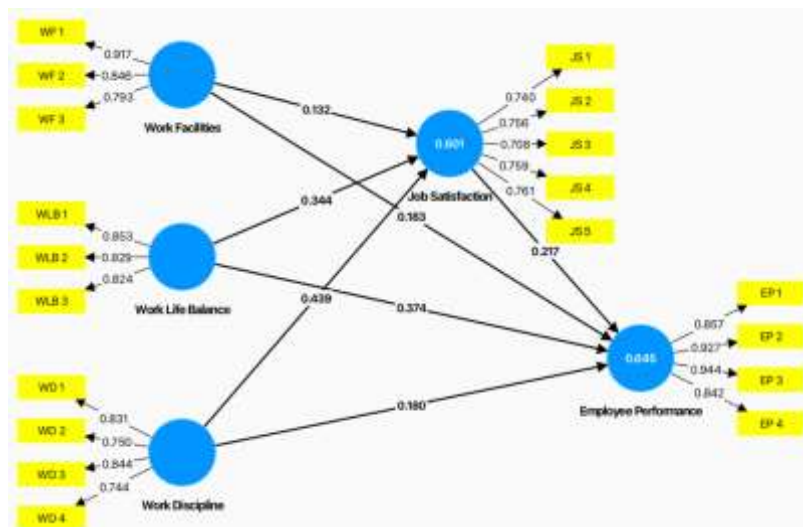 WF 1
0.917
WF 2
0.846
WF 3
0.793
Work Facilities
WLB 1
0.853
WLB 2
0.829
WLB 3
0.824
Work Life Balance
WD 1
0.831
WD 2
0.750
WD 3
0.844
WD 4
0.744
Work Discipline
0.132
0.344
0.439
0.163
0.374
0.180
0.601
Job Satisfaction
0.217
JS 1
0.740
JS 2
0.756
JS 3
0.708
JS 4
0.759
JS 5
0.761
0.645
Employee Performance
EP 1
0.857
EP 2
0.927
EP 3
0.944
EP 4
0.842